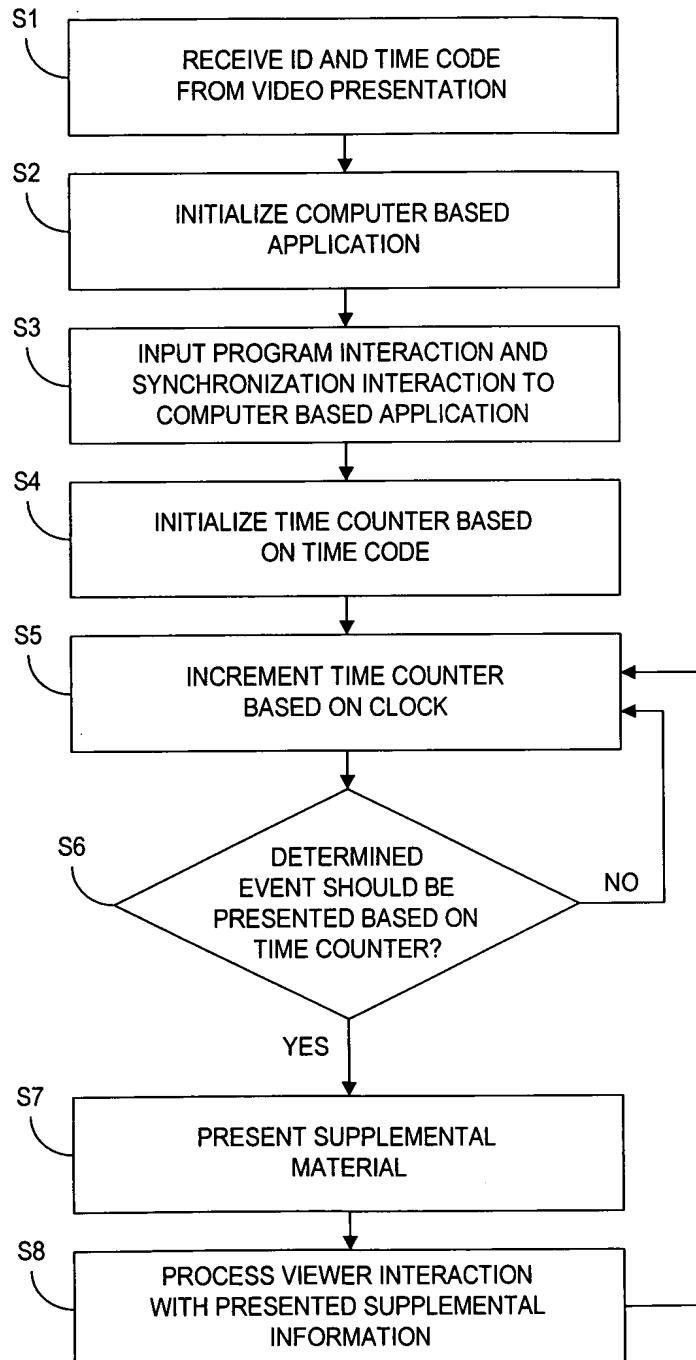 S1
RECEIVE ID AND TIME CODE
FROM VIDEO PRESENTATION
S2
INITIALIZE COMPUTER BASED
APPLICATION
S3
INPUT PROGRAM INTERACTION AND
SYNCHRONIZATION INTERACTION TO
COMPUTER BASED APPLICATION
S4
INITIALIZE TIME COUNTER BASED
ON TIME CODE
S5
INCREMENT TIME COUNTER
BASED ON CLOCK
S6
DETERMINED
EVENT SHOULD BE
PRESENTED BASED ON
TIME COUNTER?
NO
YES
S7
PRESENT SUPPLEMENTAL
MATERIAL
S8
PROCESS VIEWER INTERACTION
WITH PRESENTED SUPPLEMENTAL
INFORMATION